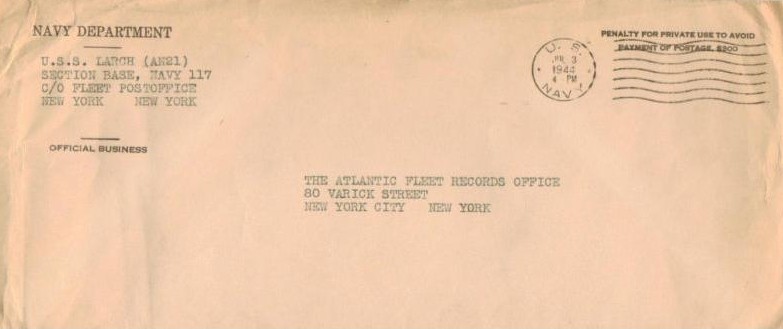 NAVY DEPARTMENT
U.S.S. LARCH (AN21)
SECTION BASE, NAVY 117
C/O FLEET POSTOFFICE
NEW YORK NEW YORK
OFFICIAL BUSINESS
U. S.
3
1944
4 PM
NAVY
PENALTY FOR PRIVATE USE TO AVOID
PAYMENT OF POSTAGE, $300
THE ATLANTIC FLEET RECORDS OFFICE
80 VARICK STREET
NEW YORK CITY NEW YORK